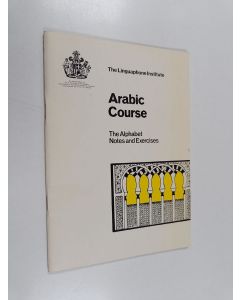 The Linguaphone Institute
Arabic
Course
The Alphabet
Notes and Exercises